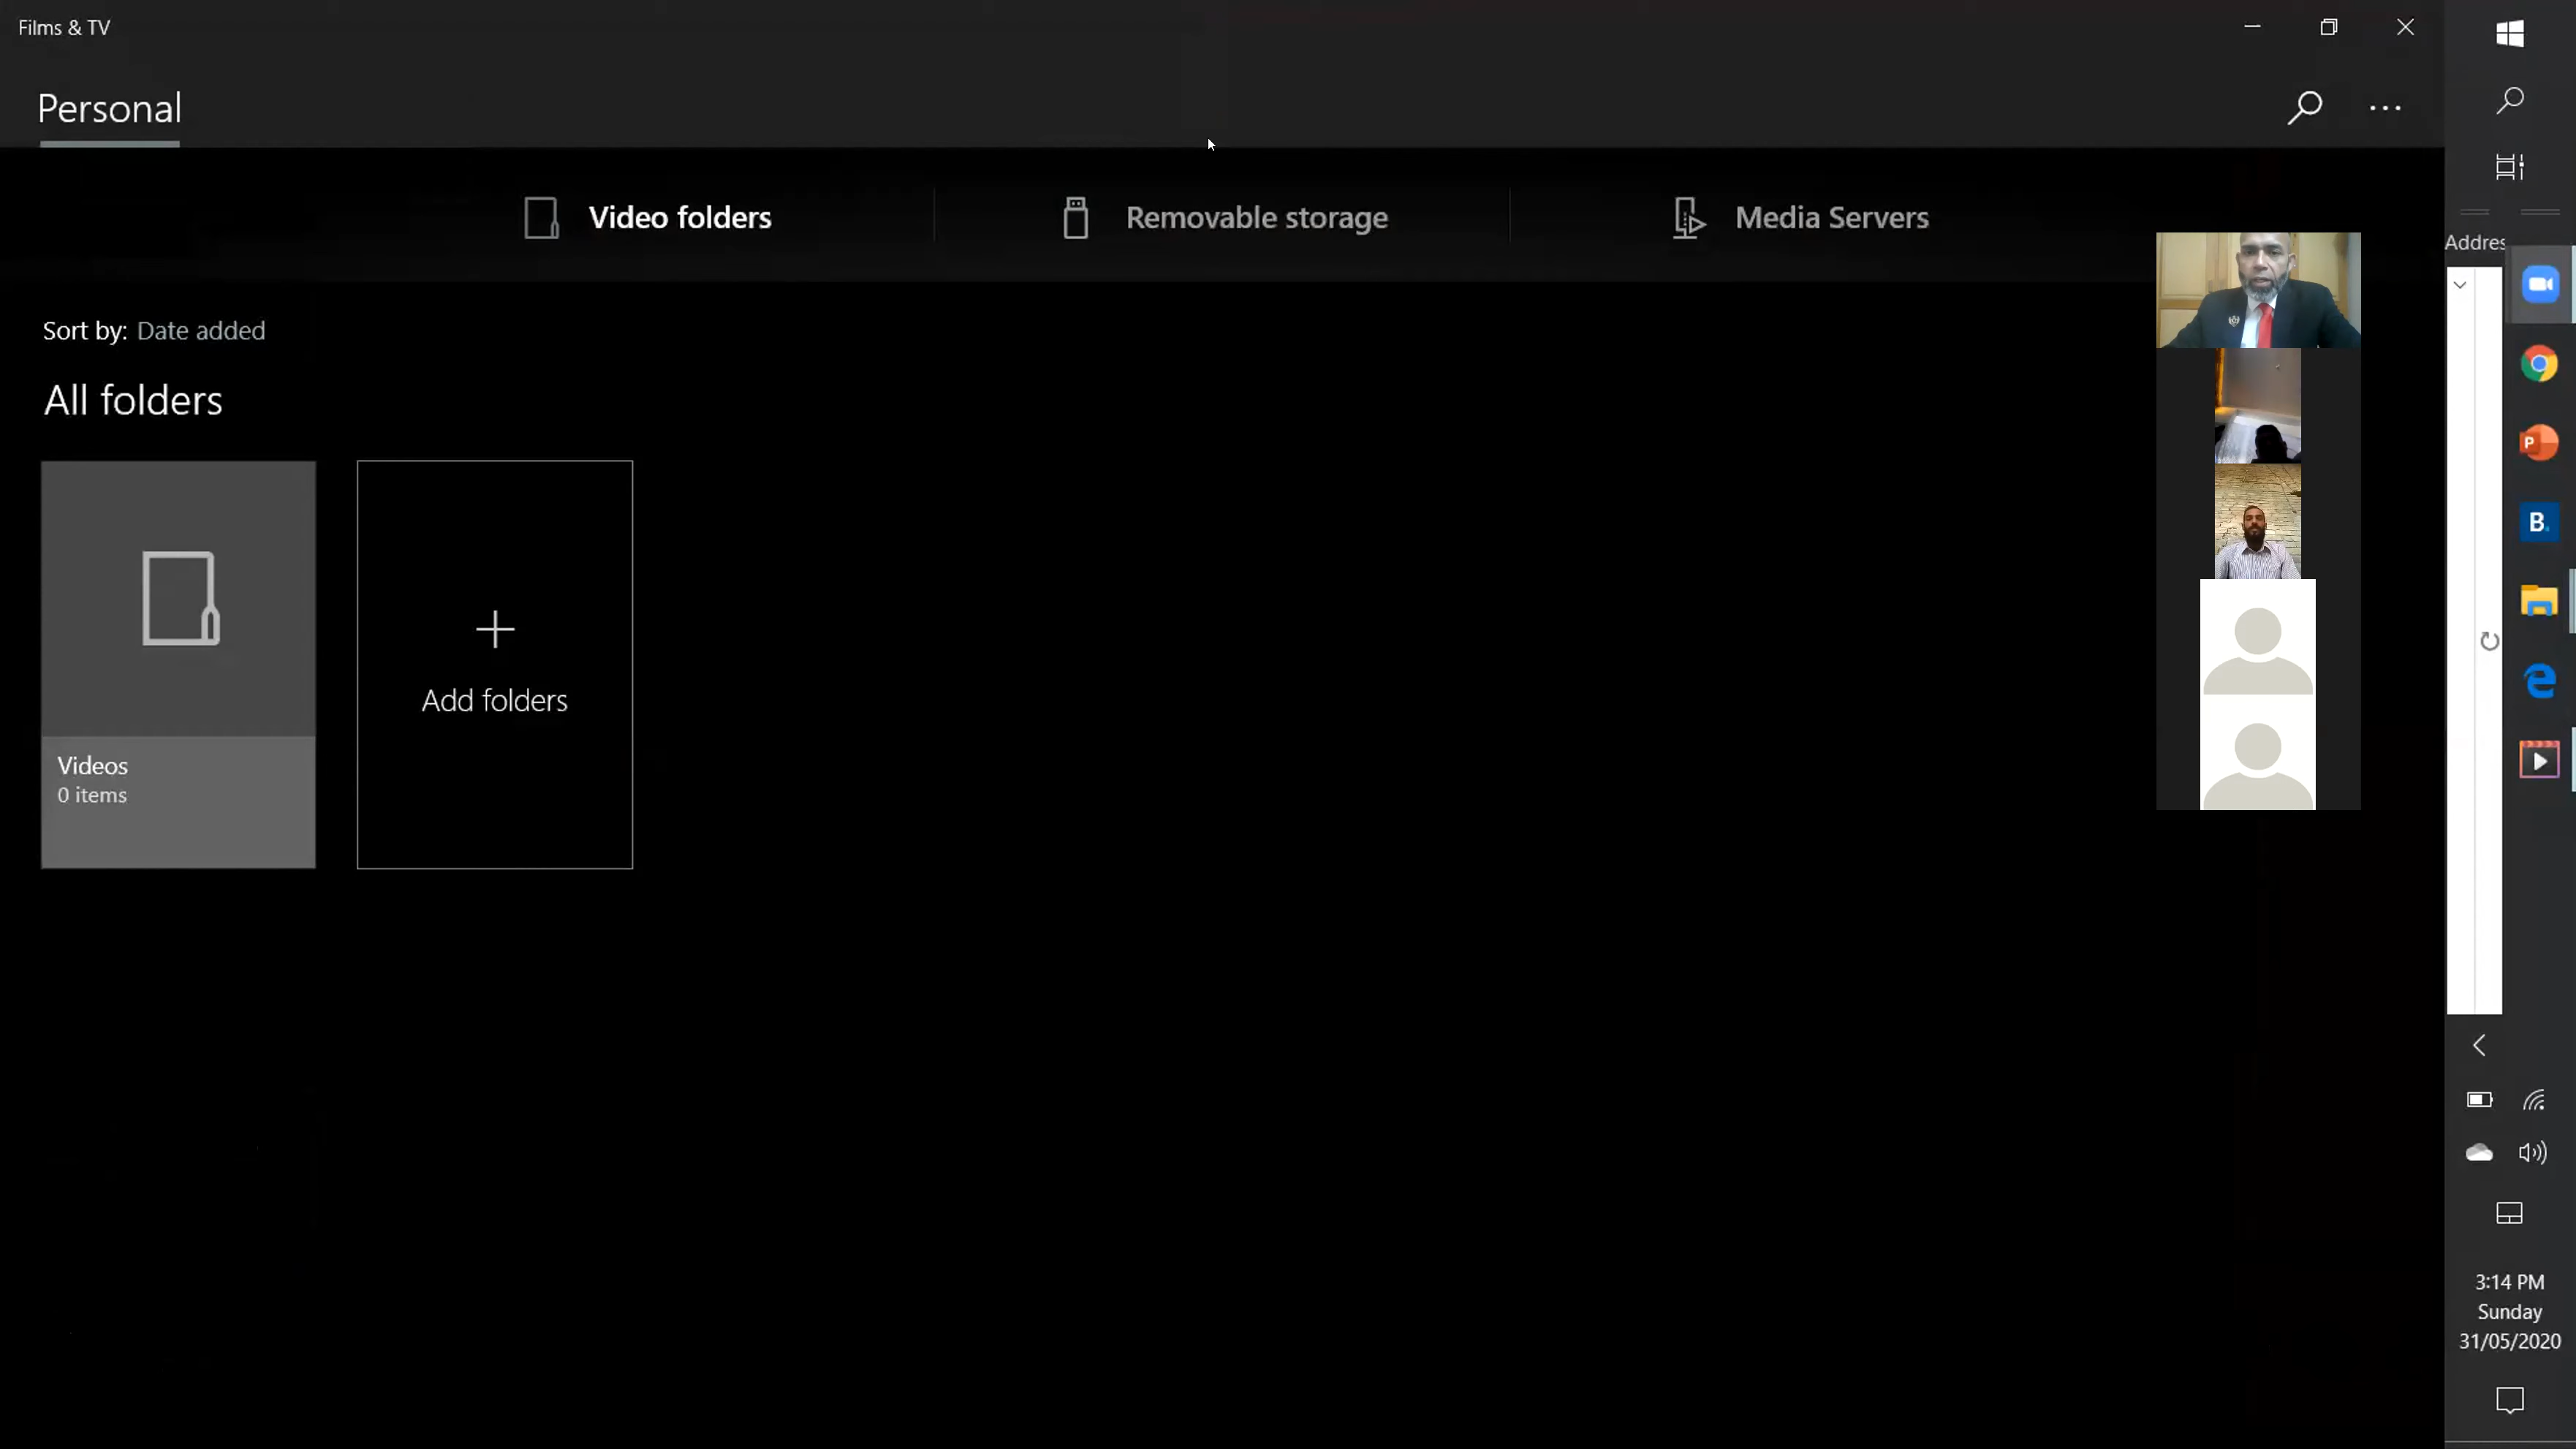 Films & TV
Personal
Video folders
Removable storage
Media Servers
Sort by: Date added
All folders
Videos
0 items
Add folders
Addres
P
B.
3:14 PM
Sunday
31/05/2020